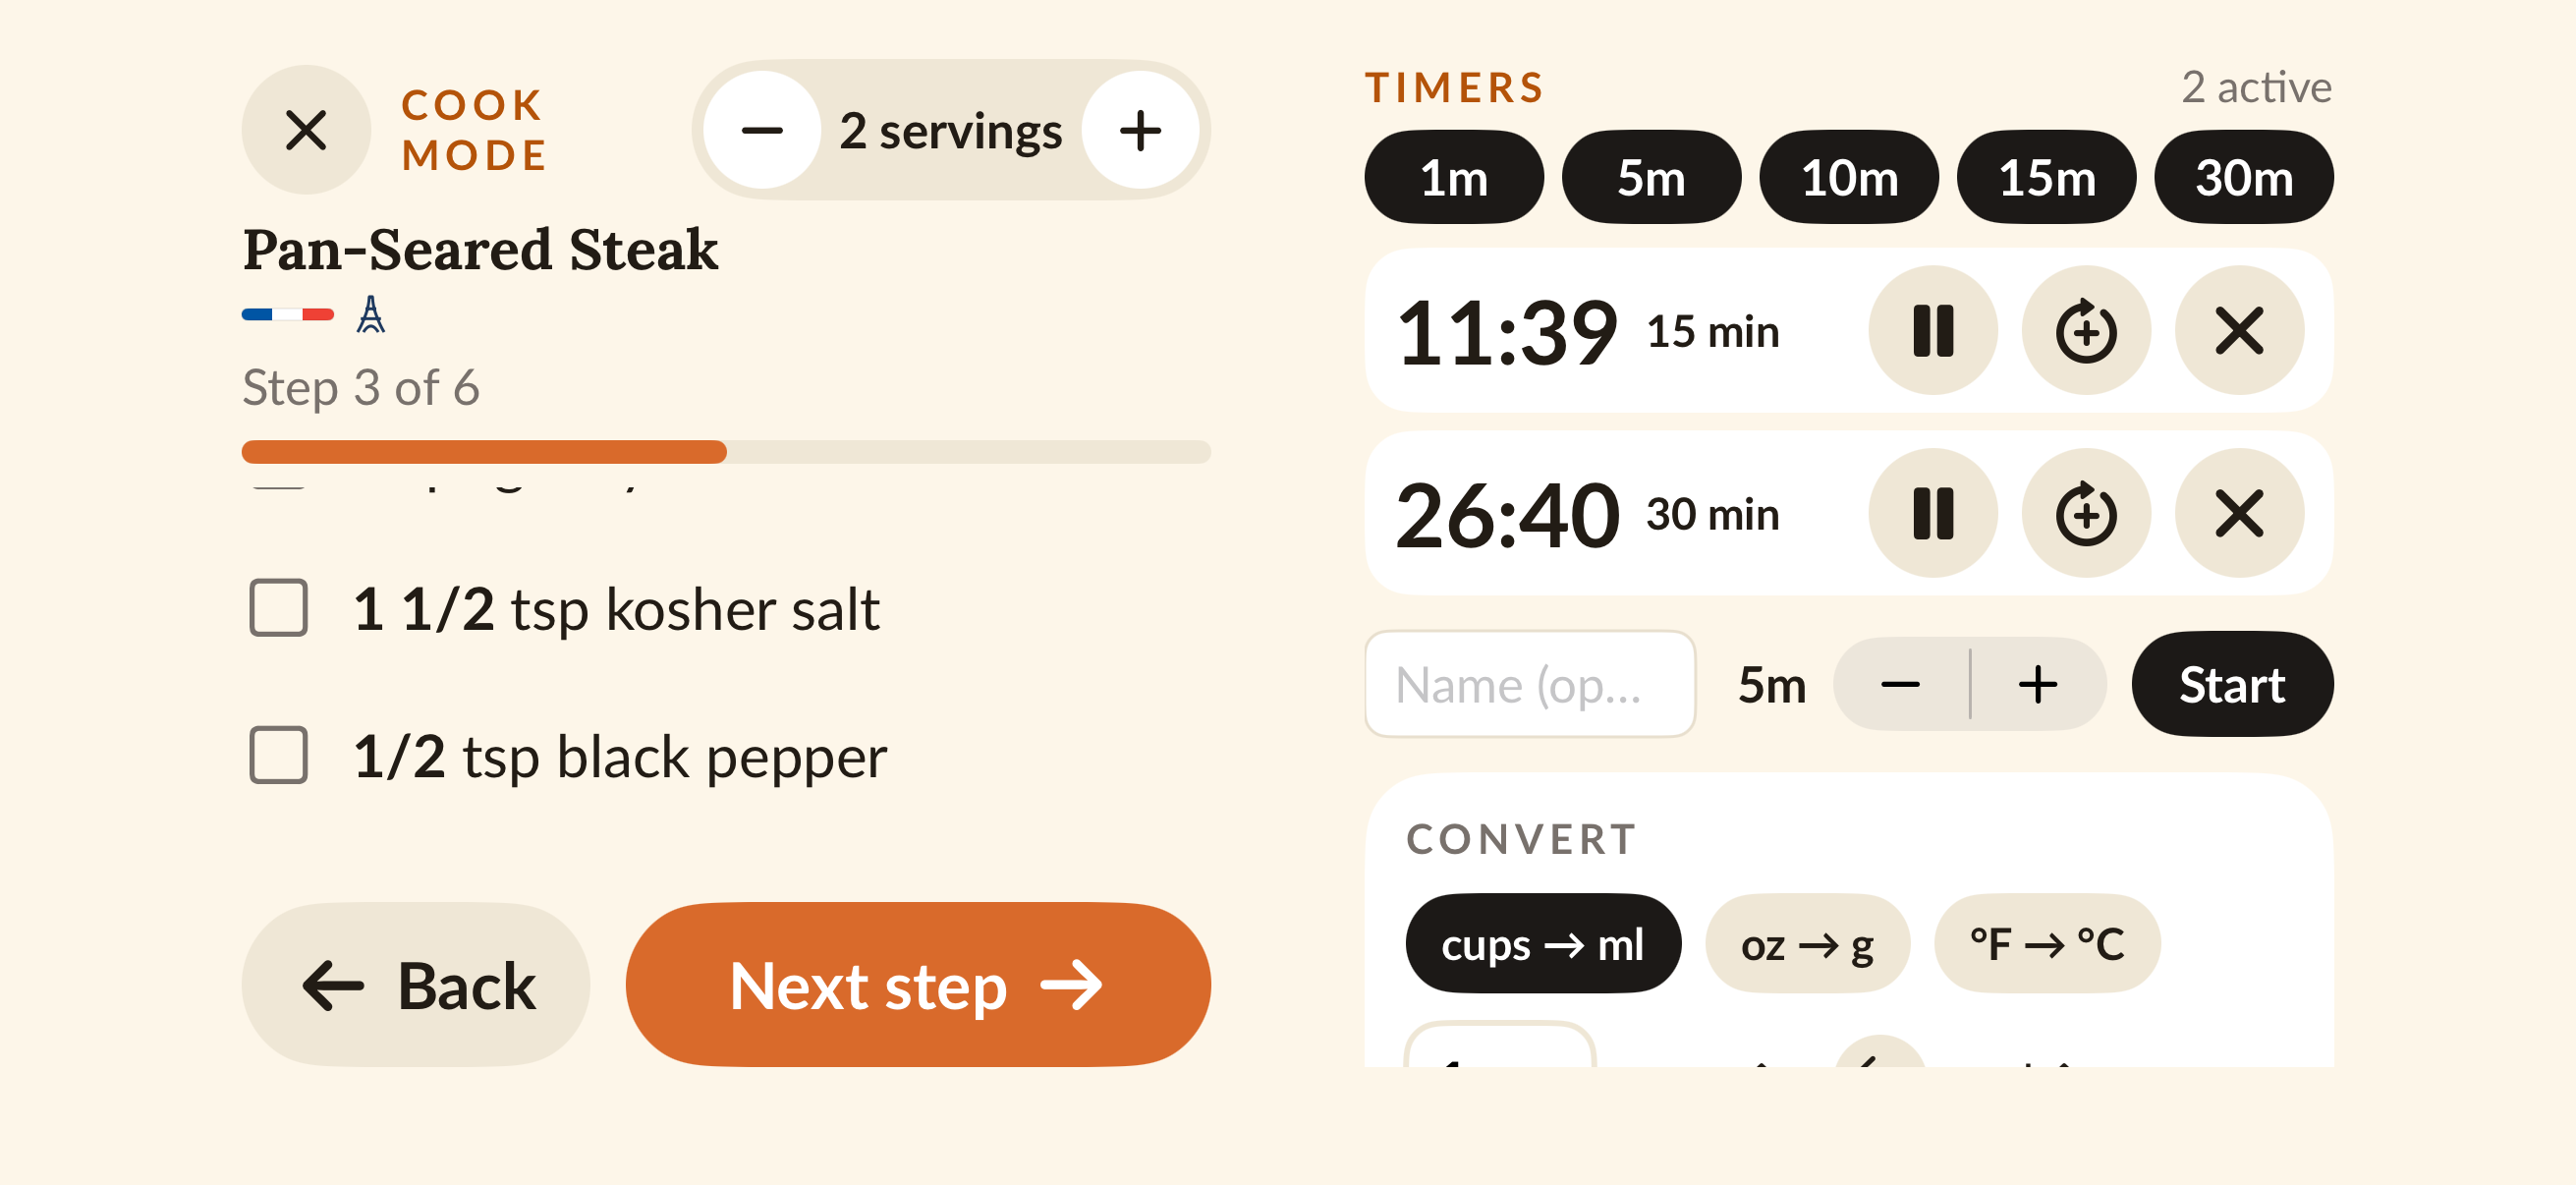 COOK
MODE
2 servings
Pan-Seared Steak
Step 3 of 6
1 1/2 tsp kosher salt
1/2 tsp black pepper
← Back
Next step →
TIMERS
2 active
1m 5m 10m 15m 30m
11:39 15 min
26:40 30 min
Name (op... 5m Start
CONVERT
cups → ml oz → g °F → °C